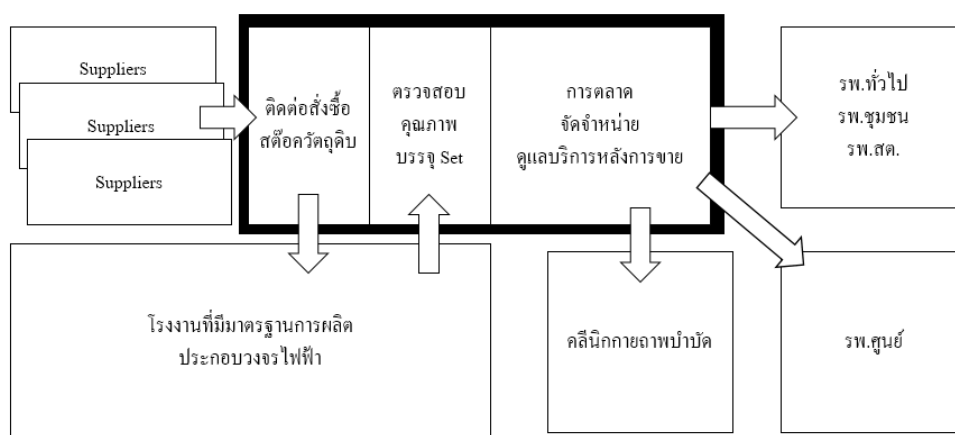 Suppliers
Suppliers
Suppliers
ติดต่อสั่งซื้อ
สต๊อควัตถุดิบ
ตรวจสอบ
คุณภาพ
บรรจุ Set
การตลาด
จัดจำหน่าย
ดูแลบริการหลังการขาย
รพ.ทั่วไป
รพ.ชุมชน
รพ.สต.
โรงงานที่มีมาตรฐานการผลิต
ประกอบวงจรไฟฟ้า
คลีนิกกายถาพบำบัด
รพ.ศูนย์